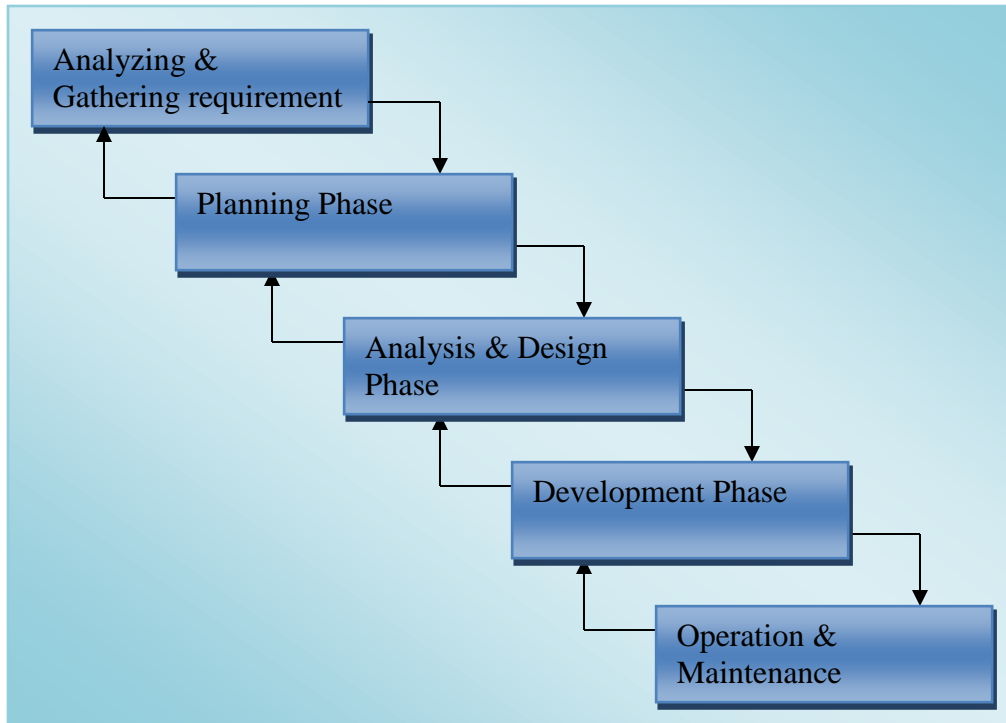 Analyzing &
Gathering requirement
Planning Phase
Analysis & Design
Phase
Development Phase
Operation &
Maintenance